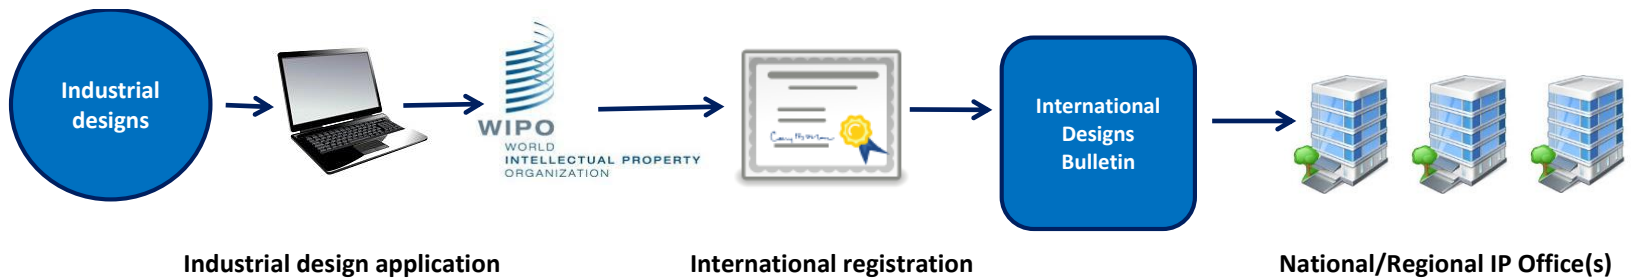 Industrial
designs
WIPO
WORLD
INTELLECTUAL PROPERTY
ORGANIZATION
International
Designs
Bulletin
Industrial design application
International registration
National/Regional IP Office(s)